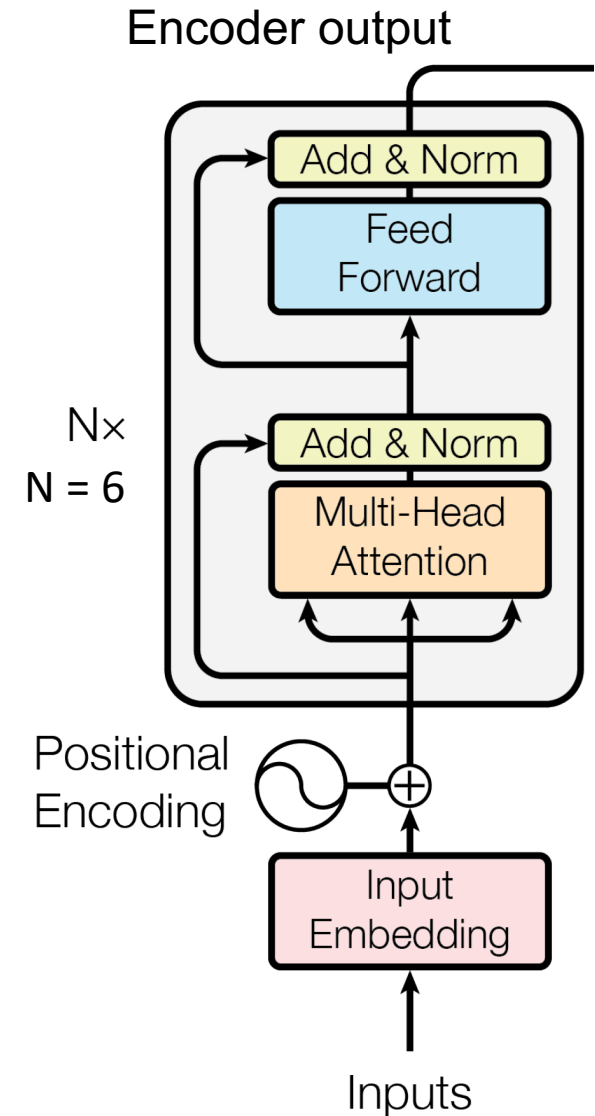 Encoder output
Add & Norm
Feed
Forward
Add & Norm
N×
N = 6
Multi-Head
Attention
Positional
Encoding
Input
Embedding
Inputs